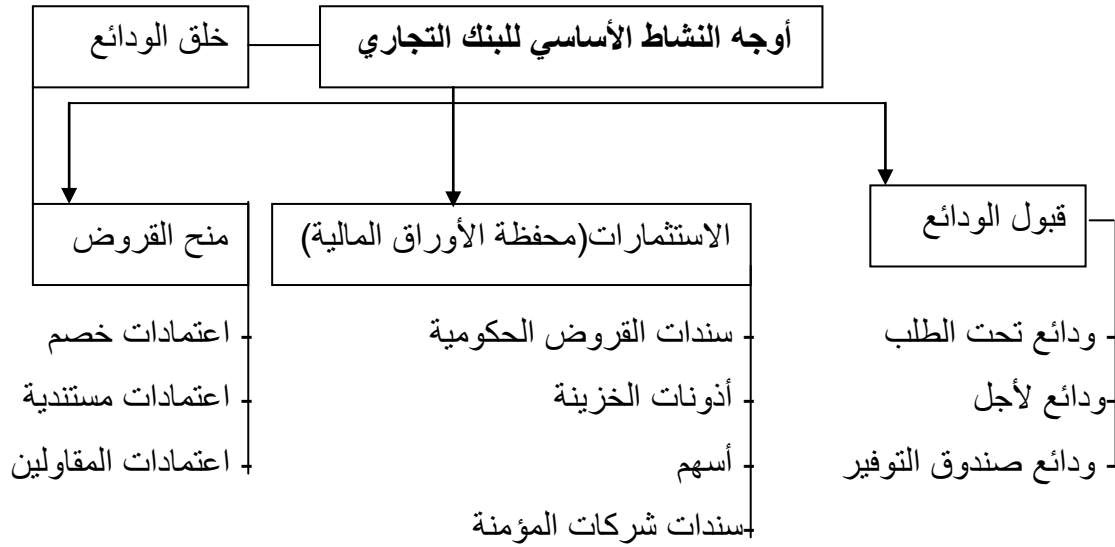 أوجه النشاط الأساسي للبنك التجاري
خلق الودائع
قبول الودائع
- ودائع تحت الطلب
-ودائع لأجل
- ودائع صندوق التوفير
الاستثمارات(محفظة الأوراق المالية)
- سندات القروض الحكومية
- أذونات الخزينة
- أسهم
-سندات شركات المؤمنة
منح القروض
- اعتمادات خصم
- اعتمادات مستندية
- اعتمادات المقاولين